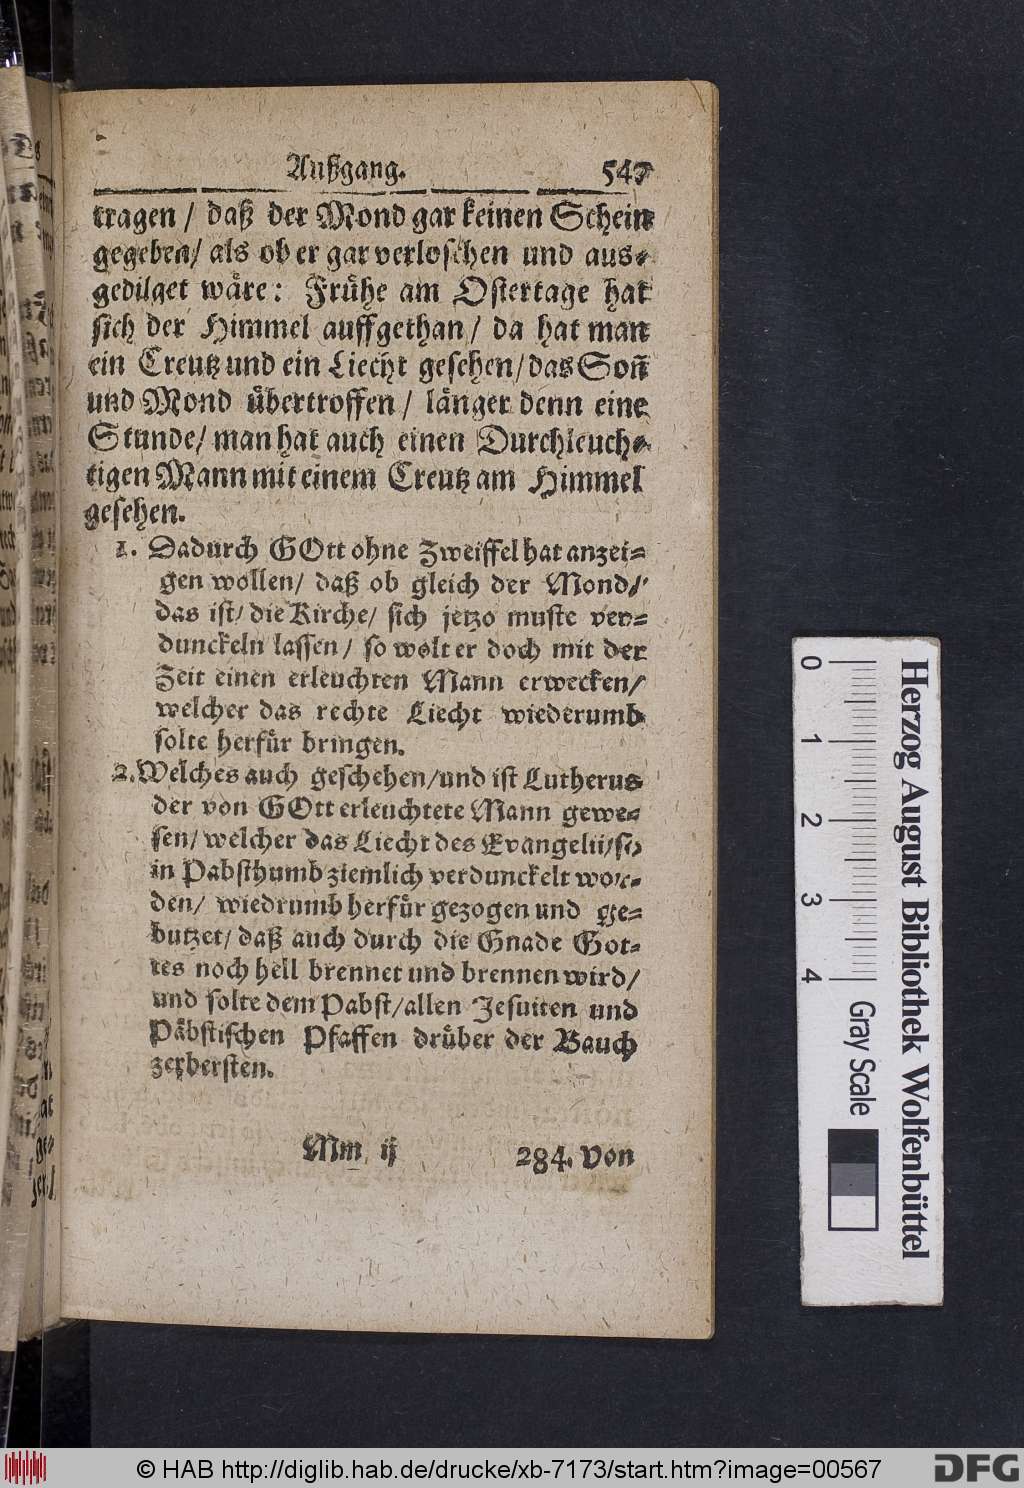 Außgang. 547
tragen / daß der Mond gar keinen Schein
gegeben/ als ob er gar verloschen und aus-
gedilget wäre: Frühe am Ostertage hat
sich der Himmel auffgethan / da hat man
ein Creutz und ein Liecht gesehen/das Soñ
und Mond übertroffen / länger denn eine
Stunde/ man hat auch einen Durchleuch-
tigen Mann mit einem Creutz am Himmel
gesehen.
1. Dadurch GOtt ohne Zweiffel hat anzei-
gen wollen/ daß ob gleich der Mond/
das ist/ die Kirche/ sich jetzo muste ver-
dunckeln lassen / so wolt er doch mit der
Zeit einen erleuchten Mann erwecken/
welcher das rechte Liecht wiederumb
solte herfür bringen.
2. Welches auch geschehen/und ist Lutherus
der von GOtt erleuchtete Mann gewe-
sen/ welcher das Liecht des Evangelii/so
in Pabsthumb ziemlich verdunckelt wor-
den/ wiedrumb herfür gezogen und ge-
butzet/ daß auch durch die Gnade Got-
tes noch hell brennet und brennen wird/
und solte dem Pabst/allen Jesuiten und
Päbstischen Pfaffen drüber der Bauch
zerbersten.
Mm ij 284. Von
0 1 2 3 4
Gray Scale
Herzog August Bibliothek Wolfenbüttel
© HAB http://diglib.hab.de/drucke/xb-7173/start.htm?image=00567
DFG